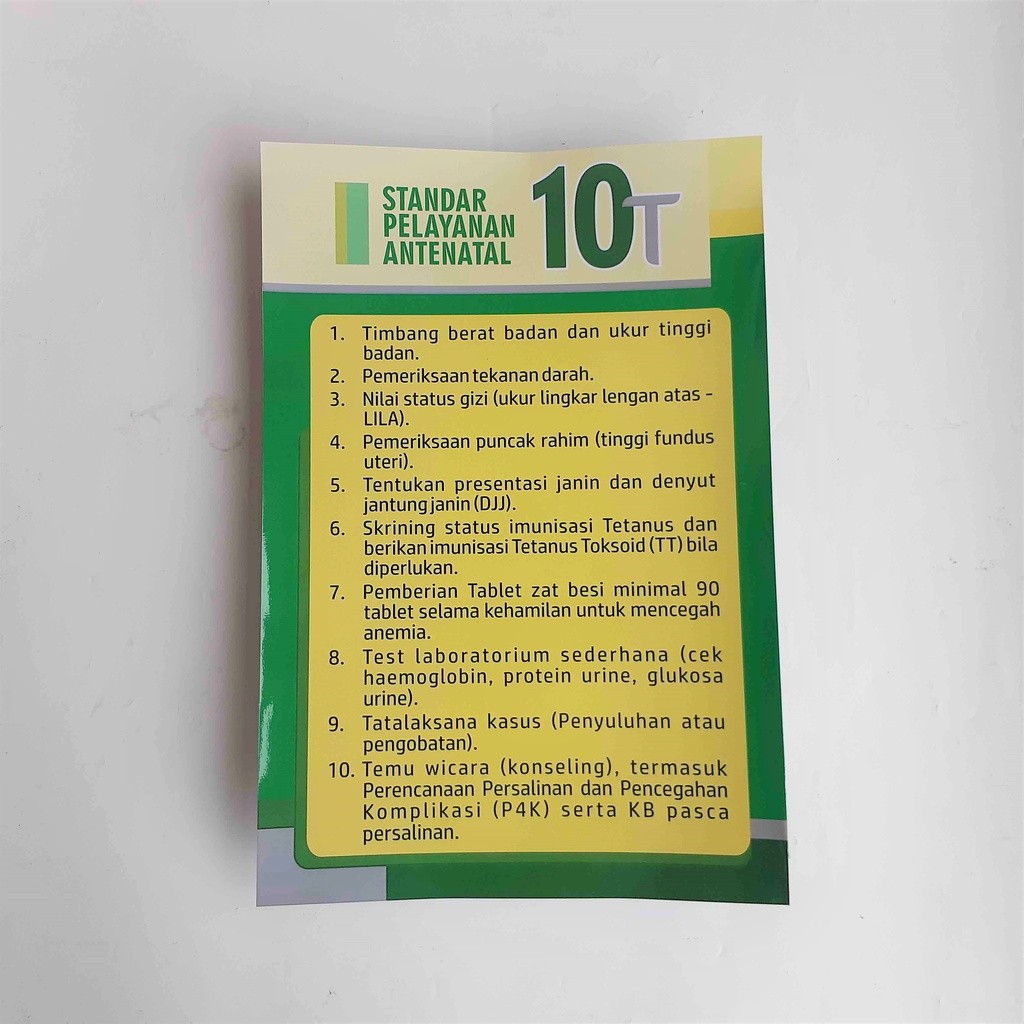 STANDAR
PELAYANAN
ANTENATAL
10T
1. Timbang berat badan dan ukur tinggi
badan.
2. Pemeriksaan tekanan darah.
3. Nilai status gizi (ukur lingkar lengan atas -
LILA).
4. Pemeriksaan puncak rahim (tinggi fundus
uteri).
5. Tentukan presentasi janin dan denyut
jantung janin (DJJ).
6. Skrining status imunisasi Tetanus dan
berikan imunisasi Tetanus Toksoid (TT) bila
diperlukan.
7. Pemberian Tablet zat besi minimal 90
tablet selama kehamilan untuk mencegah
anemia.
8. Test laboratorium sederhana (cek
haemoglobin, protein urine, glukosa
urine).
9. Tatalaksana kasus (Penyuluhan atau
pengobatan).
10. Temu wicara (konseling), termasuk
Perencanaan Persalinan dan Pencegahan
Komplikasi (P4K) serta KB pasca
persalinan.